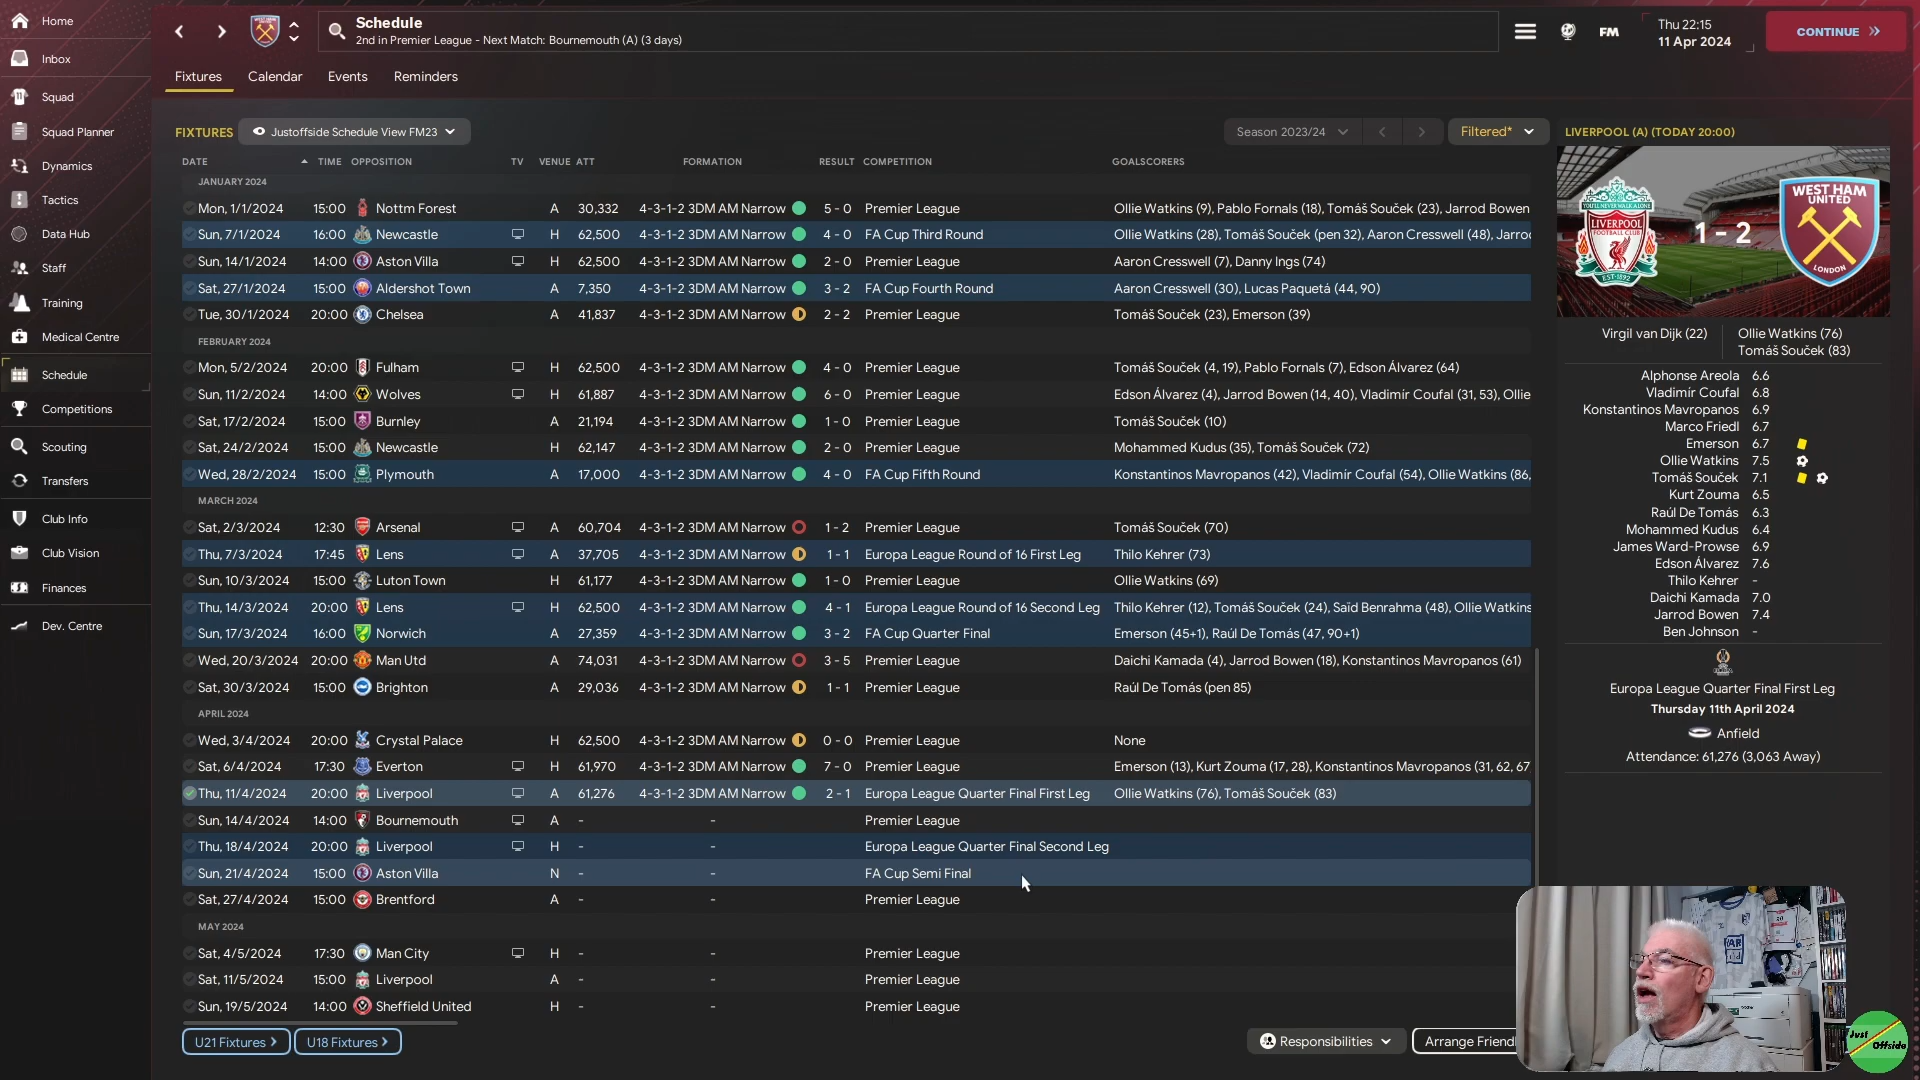 Home
Inbox
Squad
Squad Planner
Dynamics
Tactics
Data Hub
Staff
Training
Medical Centre
Schedule
Competitions
Scouting
Transfers
Club Info
Club Vision
Finances
Dev. Centre
Schedule
2nd in Premier League - Next Match: Bournemouth (A) (3 days)
FM
Thu 22:15
11 Apr 2024
CONTINUE
Fixtures Calendar Events Reminders
FIXTURES Justoffside Schedule View FM23 Season 2023/24 Filtered*
DATE TIME OPPOSITION TV VENUE ATT FORMATION RESULT COMPETITION GOALSCORERS
JANUARY 2024
Mon, 1/1/2024 15:00 Nottm Forest A 30,332 4-3-1-2 3DM AM Narrow 5 - 0 Premier League Ollie Watkins (9), Pablo Fornals (18), Tomáš Souček (23), Jarrod Bowen
Sun, 7/1/2024 16:00 Newcastle H 62,500 4-3-1-2 3DM AM Narrow 4 - 0 FA Cup Third Round Ollie Watkins (28), Tomáš Souček (pen 32), Aaron Cresswell (48), Jarro
Sun, 14/1/2024 14:00 Aston Villa H 62,500 4-3-1-2 3DM AM Narrow 2 - 0 Premier League Aaron Cresswell (7), Danny Ings (74)
Sat, 27/1/2024 15:00 Aldershot Town A 7,350 4-3-1-2 3DM AM Narrow 3 - 2 FA Cup Fourth Round Aaron Cresswell (30), Lucas Paquetá (44, 90)
Tue, 30/1/2024 20:00 Chelsea A 41,837 4-3-1-2 3DM AM Narrow 2 - 2 Premier League Tomáš Souček (23), Emerson (39)
FEBRUARY 2024
Mon, 5/2/2024 20:00 Fulham H 62,500 4-3-1-2 3DM AM Narrow 4 - 0 Premier League Tomáš Souček (4, 19), Pablo Fornals (7), Edson Álvarez (64)
Sun, 11/2/2024 14:00 Wolves H 61,887 4-3-1-2 3DM AM Narrow 6 - 0 Premier League Edson Álvarez (4), Jarrod Bowen (14, 40), Vladimír Coufal (31, 53), Ollie
Sat, 17/2/2024 15:00 Burnley A 21,194 4-3-1-2 3DM AM Narrow 1 - 0 Premier League Tomáš Souček (10)
Sat, 24/2/2024 15:00 Newcastle H 62,147 4-3-1-2 3DM AM Narrow 2 - 0 Premier League Mohammed Kudus (35), Tomáš Souček (72)
Wed, 28/2/2024 15:00 Plymouth A 17,000 4-3-1-2 3DM AM Narrow 4 - 0 FA Cup Fifth Round Konstantinos Mavropanos (42), Vladimír Coufal (54), Ollie Watkins (86,
MARCH 2024
Sat, 2/3/2024 12:30 Arsenal A 60,704 4-3-1-2 3DM AM Narrow 1 - 2 Premier League Tomáš Souček (70)
Thu, 7/3/2024 17:45 Lens A 37,705 4-3-1-2 3DM AM Narrow 1 - 1 Europa League Round of 16 First Leg Thilo Kehrer (73)
Sun, 10/3/2024 15:00 Luton Town H 61,177 4-3-1-2 3DM AM Narrow 1 - 0 Premier League Ollie Watkins (69)
Thu, 14/3/2024 20:00 Lens H 62,500 4-3-1-2 3DM AM Narrow 4 - 1 Europa League Round of 16 Second Leg Thilo Kehrer (12), Tomáš Souček (24), Saïd Benrahma (48), Ollie Watkins
Sun, 17/3/2024 16:00 Norwich A 27,359 4-3-1-2 3DM AM Narrow 3 - 2 FA Cup Quarter Final Emerson (45+1), Raúl De Tomás (47, 90+1)
Wed, 20/3/2024 20:00 Man Utd A 74,031 4-3-1-2 3DM AM Narrow 3 - 5 Premier League Daichi Kamada (4), Jarrod Bowen (18), Konstantinos Mavropanos (61)
Sat, 30/3/2024 15:00 Brighton A 29,036 4-3-1-2 3DM AM Narrow 1 - 1 Premier League Raúl De Tomás (pen 85)
APRIL 2024
Wed, 3/4/2024 20:00 Crystal Palace H 62,500 4-3-1-2 3DM AM Narrow 0 - 0 Premier League None
Sat, 6/4/2024 17:30 Everton H 61,970 4-3-1-2 3DM AM Narrow 7 - 0 Premier League Emerson (13), Kurt Zouma (17, 28), Konstantinos Mavropanos (31, 62, 67
Thu, 11/4/2024 20:00 Liverpool A 61,276 4-3-1-2 3DM AM Narrow 2 - 1 Europa League Quarter Final First Leg Ollie Watkins (76), Tomáš Souček (83)
Sun, 14/4/2024 14:00 Bournemouth A - - Premier League
Thu, 18/4/2024 20:00 Liverpool H - - Europa League Quarter Final Second Leg
Sun, 21/4/2024 15:00 Aston Villa N - - FA Cup Semi Final
Sat, 27/4/2024 15:00 Brentford A - - Premier League
MAY 2024
Sat, 4/5/2024 17:30 Man City H - - Premier League
Sat, 11/5/2024 15:00 Liverpool A - - Premier League
Sun, 19/5/2024 14:00 Sheffield United H - - Premier League
U21 Fixtures U18 Fixtures Responsibilities Arrange Friend
LIVERPOOL (A) (TODAY 20:00)
YOU'LL NEVER WALK ALONE
LIVERPOOL
FOOTBALL CLUB
EST·1892
1 - 2
WEST HAM
UNITED
LONDON
Virgil van Dijk (22) Ollie Watkins (76)
Tomáš Souček (83)
Alphonse Areola 6.6
Vladimír Coufal 6.8
Konstantinos Mavropanos 6.9
Marco Friedl 6.7
Emerson 6.7
Ollie Watkins 7.5
Tomáš Souček 7.1
Kurt Zouma 6.5
Raúl De Tomás 6.3
Mohammed Kudus 6.4
James Ward-Prowse 6.9
Edson Álvarez 7.6
Thilo Kehrer -
Daichi Kamada 7.0
Jarrod Bowen 7.4
Ben Johnson -
Europa League Quarter Final First Leg
Thursday 11th April 2024
Anfield
Attendance: 61,276 (3,063 Away)
Just
Offside